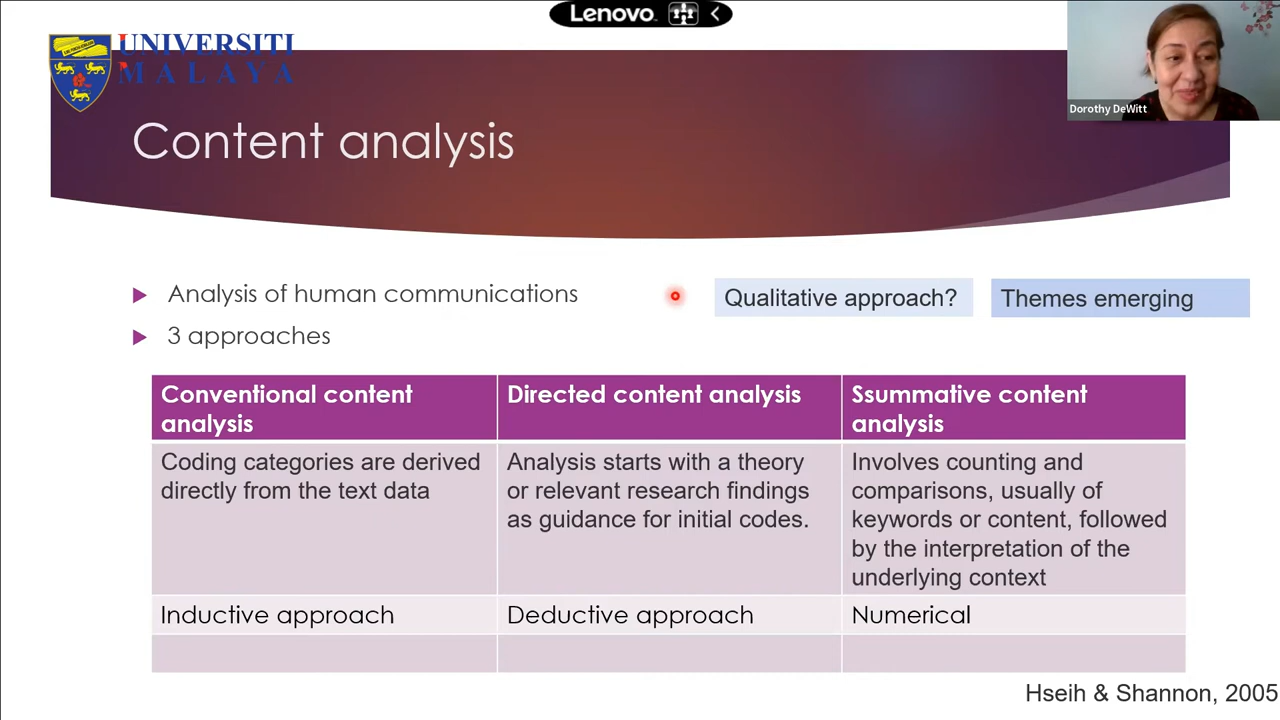 Lenovo
UNIVERSITI
MALAYA
Dorothy DeWitt
Content analysis
Analysis of human communications
Qualitative approach?
Themes emerging
3 approaches
Conventional content
analysis
Directed content analysis
Ssummative content
analysis
Coding categories are derived
directly from the text data
Analysis starts with a theory
or relevant research findings
as guidance for initial codes.
Involves counting and
comparisons, usually of
keywords or content, followed
by the interpretation of the
underlying context
Inductive approach
Deductive approach
Numerical
Hseih & Shannon, 2005